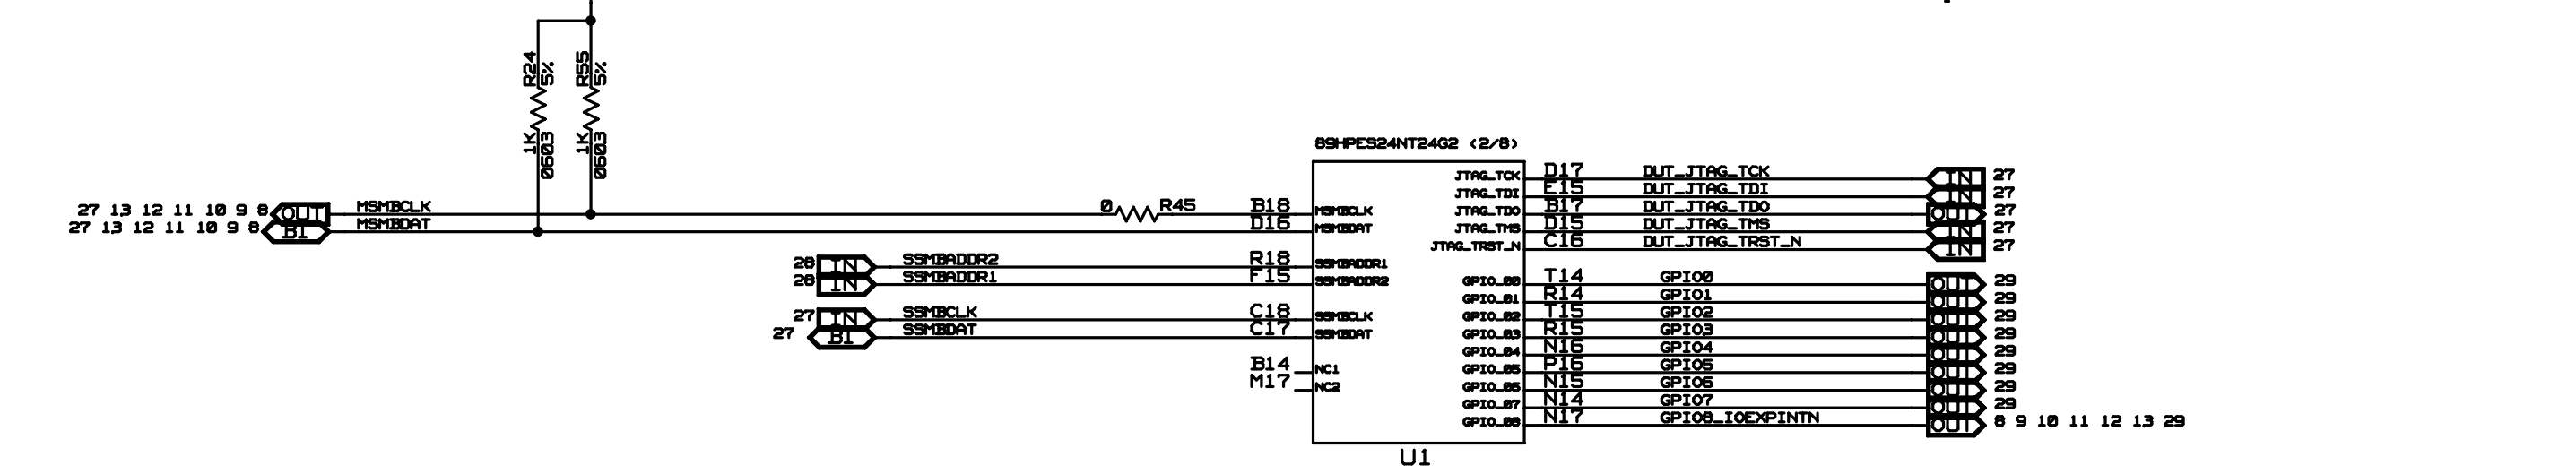 R24 5%
1K 0603
R55 5%
1K 0603
89HPES24NT24G2 (2/8)
27 13 12 11 10 9 8 OUT MSMBCLK 0 R45 B18 MSMBCLK
27 13 12 11 10 9 8 BI MSMBDAT D16 MSMBDAT
28 IN SSMBADDR2 R18 SSMBADDR1
28 IN SSMBADDR1 F15 SSMBADDR2
27 IN SSMBCLK C18 SSMBCLK
27 BI SSMBDAT C17 SSMBDAT
B14 NC1
M17 NC2
JTAG_TCK D17 DUT_JTAG_TCK IN 27
JTAG_TDI E15 DUT_JTAG_TDI IN 27
JTAG_TDO B17 DUT_JTAG_TDO OUT 27
JTAG_TMS D15 DUT_JTAG_TMS IN 27
JTAG_TRST_N C16 DUT_JTAG_TRST_N IN 27
GPIO_00 T14 GPIO0 OUT 29
GPIO_01 R14 GPIO1 OUT 29
GPIO_02 T15 GPIO2 OUT 29
GPIO_03 R15 GPIO3 OUT 29
GPIO_04 N16 GPIO4 OUT 29
GPIO_05 P16 GPIO5 OUT 29
GPIO_06 N15 GPIO6 OUT 29
GPIO_07 N14 GPIO7 OUT 29
GPIO_08 N17 GPIO8_IOEXPINTN OUT 8 9 10 11 12 13 29
U1